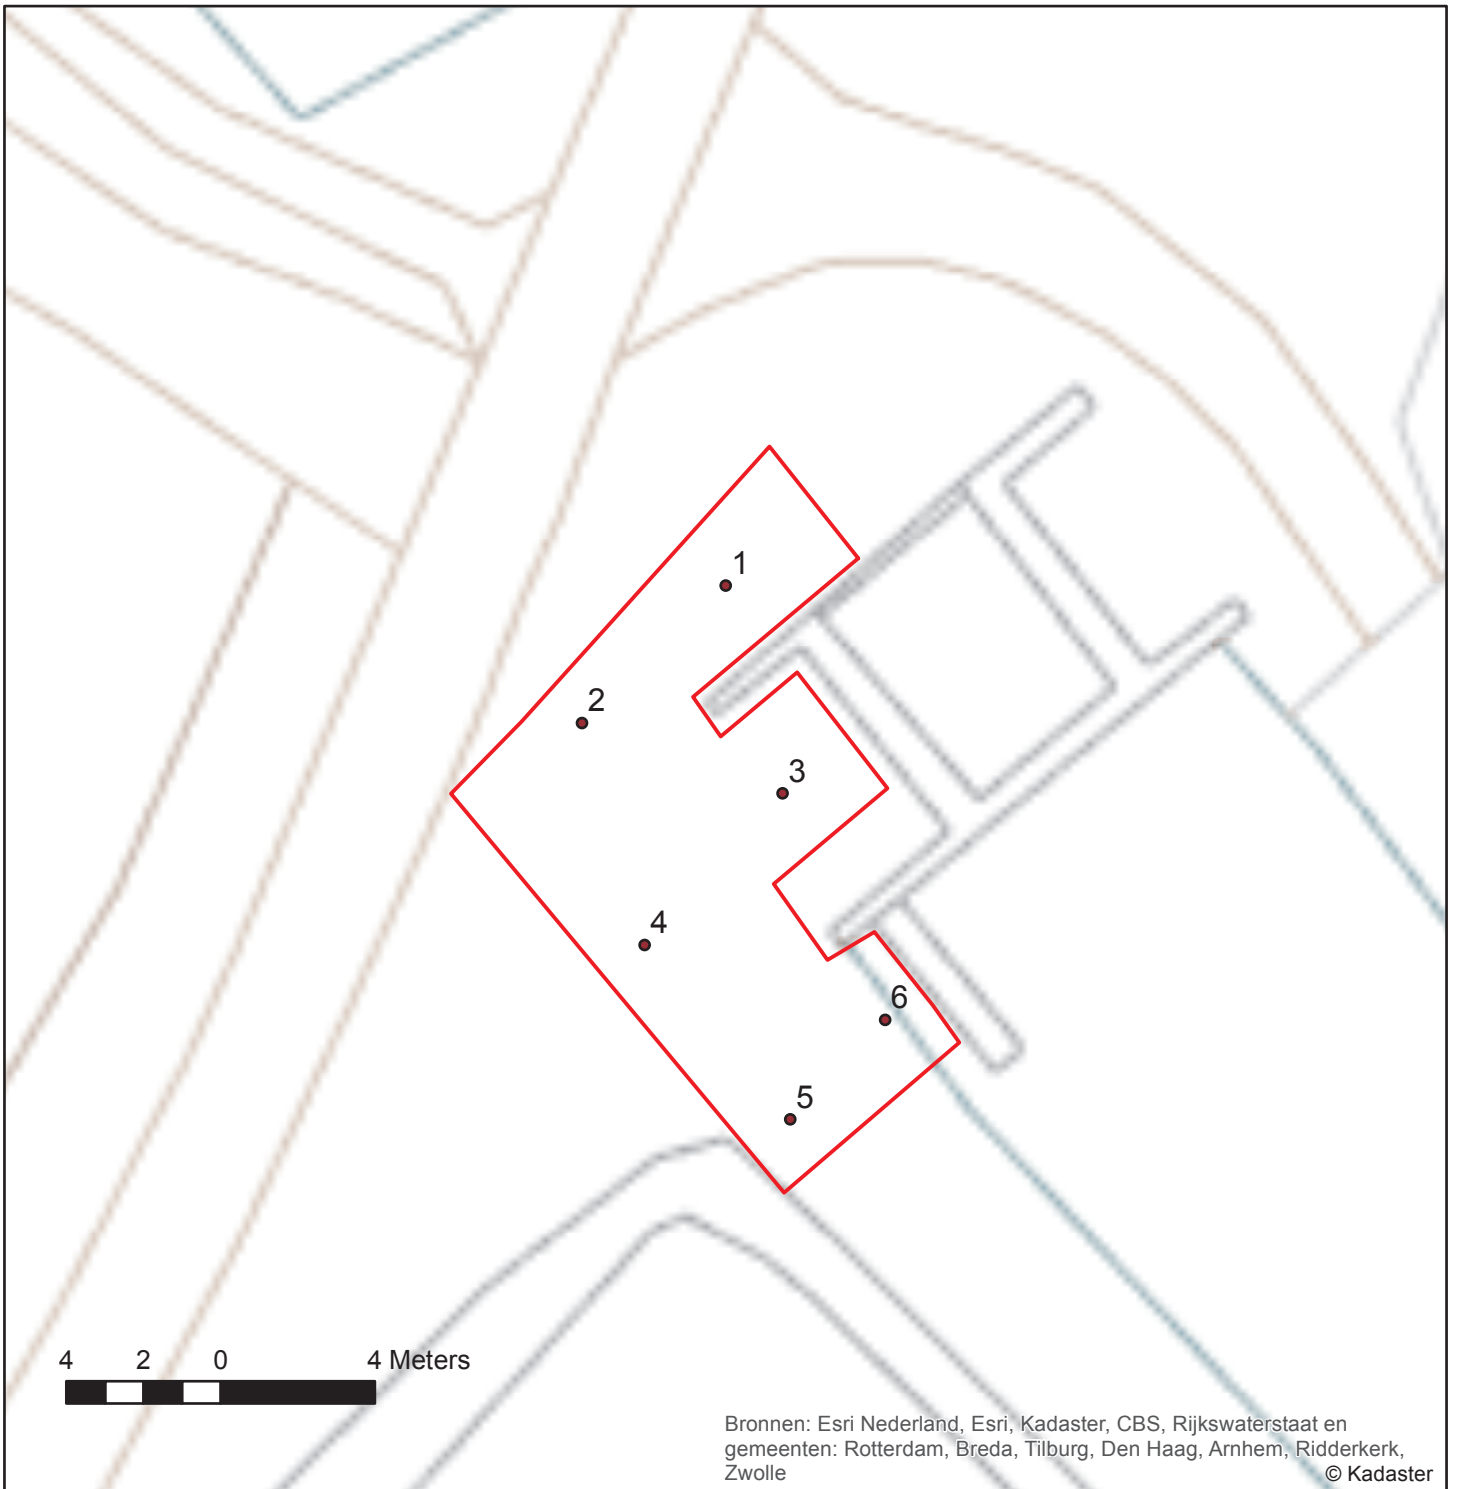 1
2
3
4
6
5
4 2 0 4 Meters
Bronnen: Esri Nederland, Esri, Kadaster, CBS, Rijkswaterstaat en
gemeenten: Rotterdam, Breda, Tilburg, Den Haag, Arnhem, Ridderkerk,
Zwolle
© Kadaster